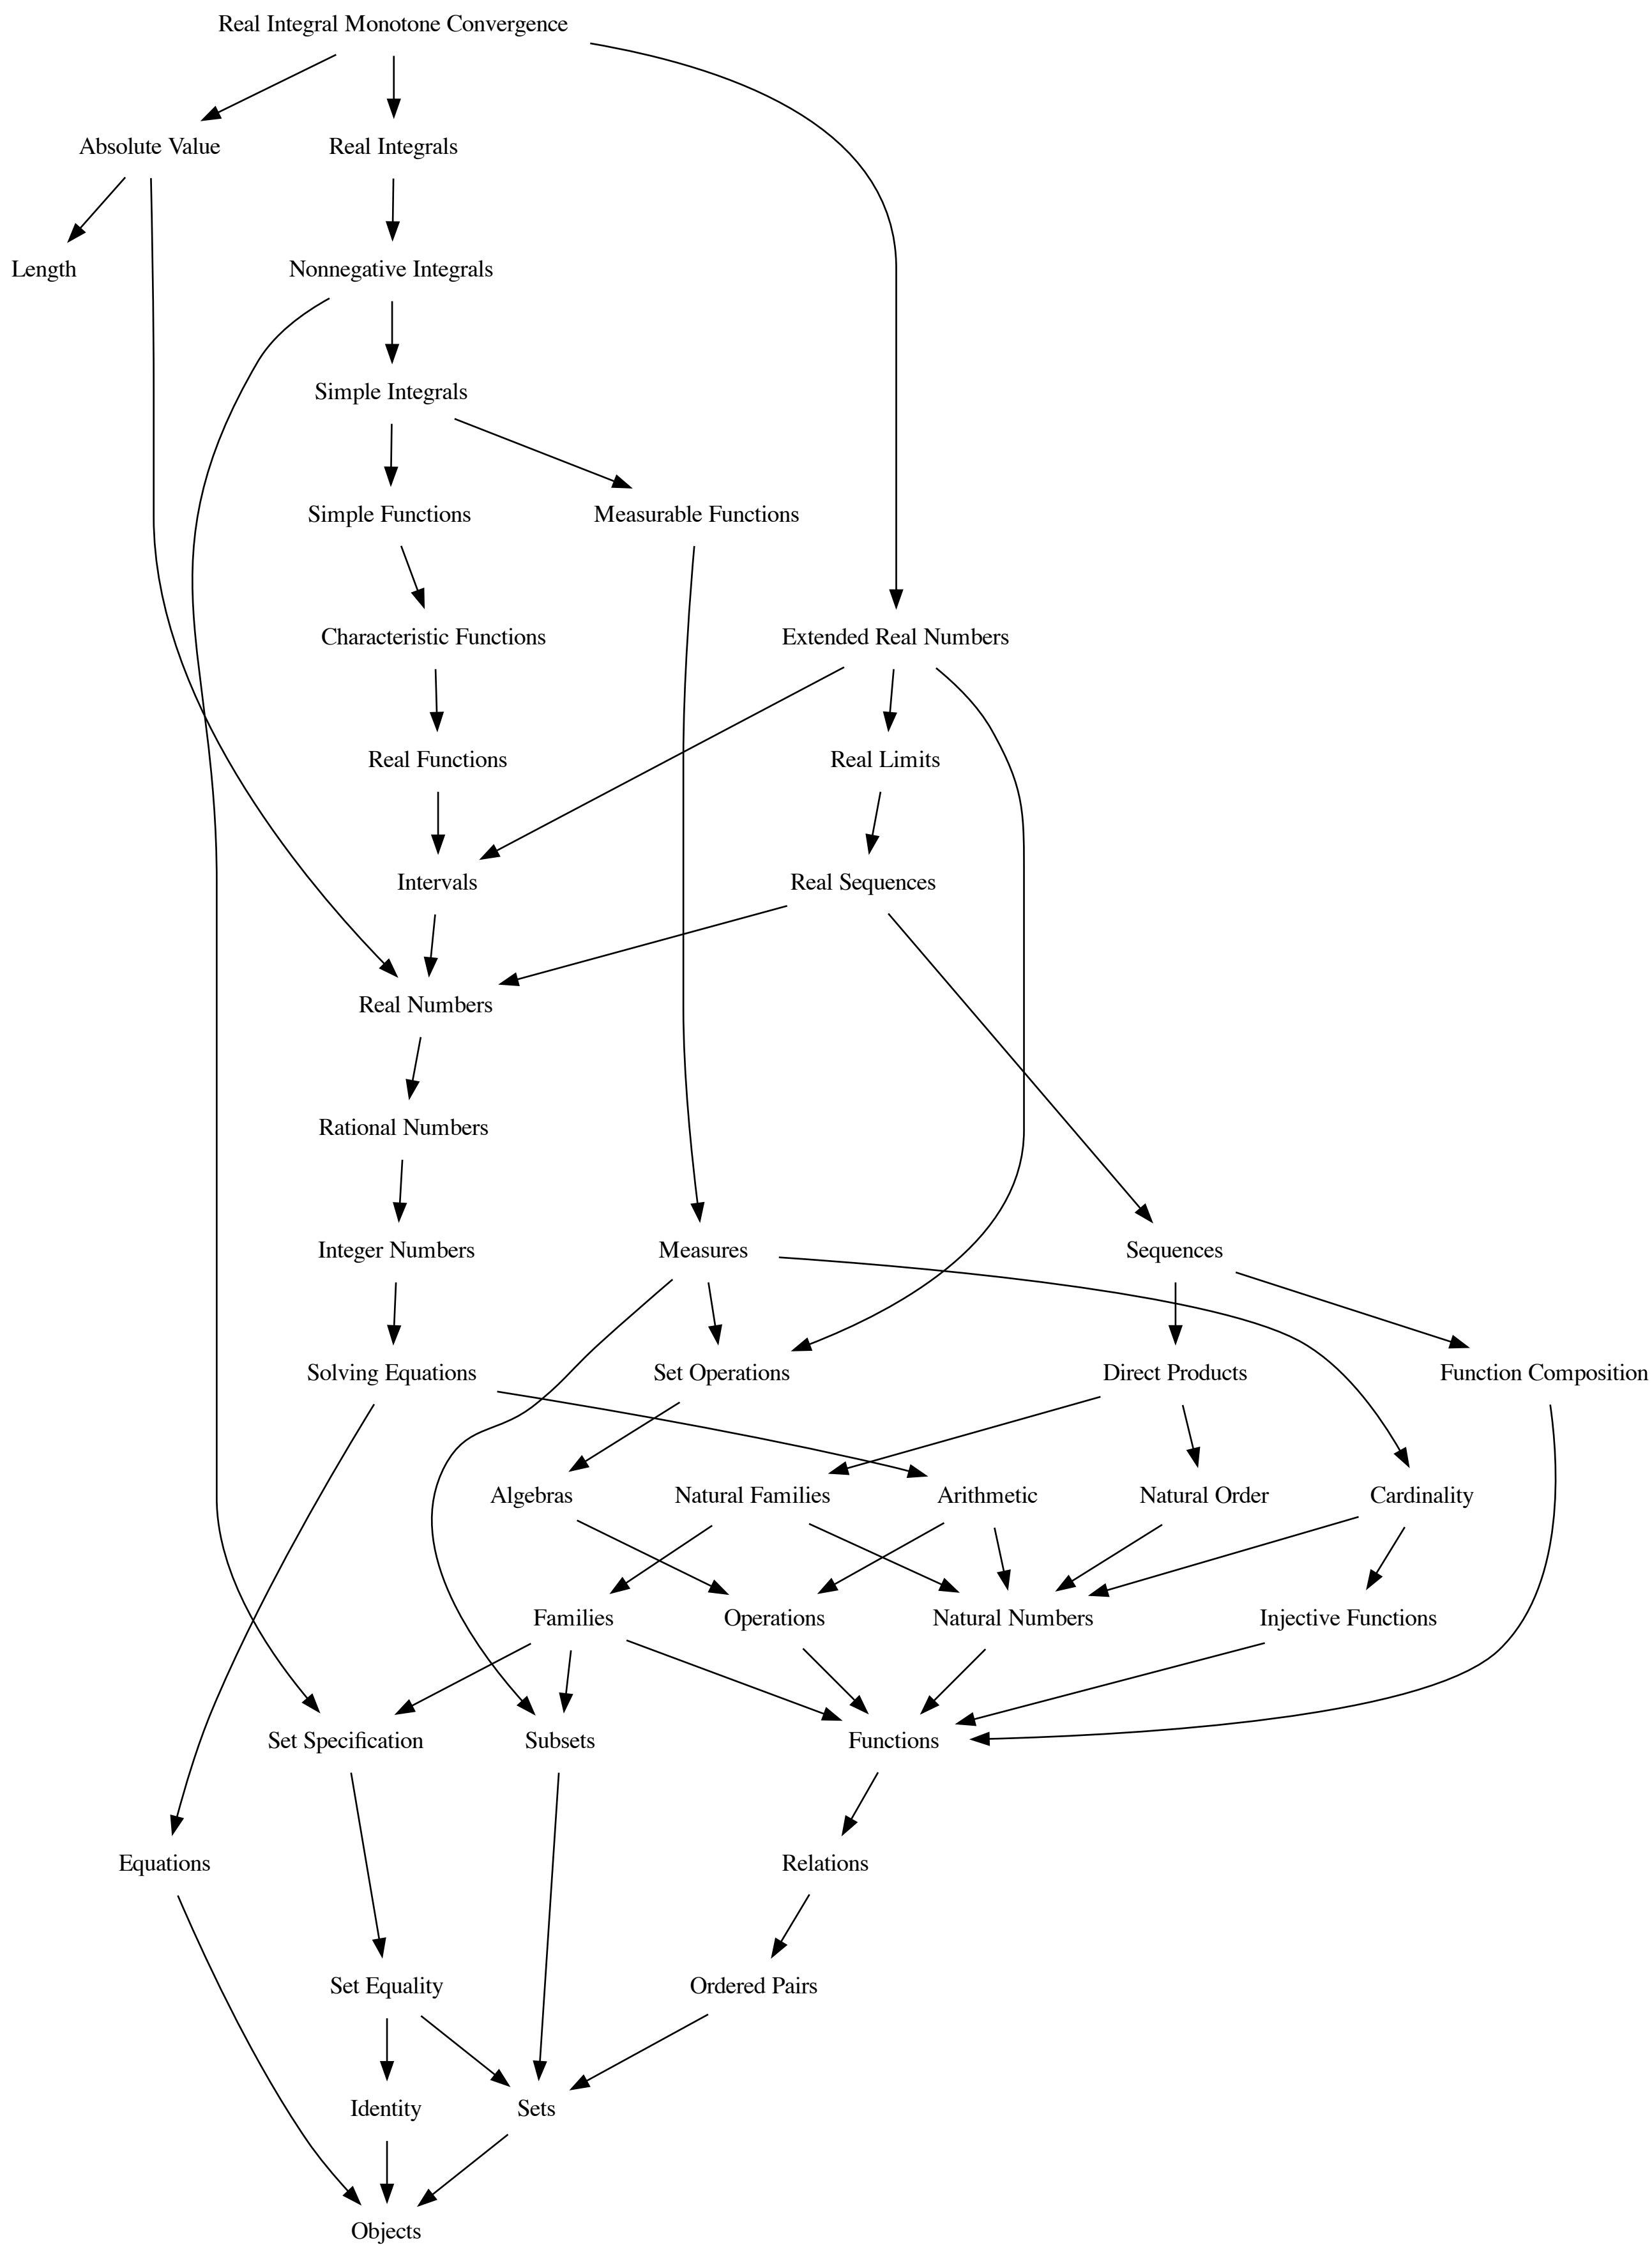 Real Integral Monotone Convergence
Absolute Value
Real Integrals
Length
Nonnegative Integrals
Simple Integrals
Simple Functions
Measurable Functions
Characteristic Functions
Extended Real Numbers
Real Functions
Real Limits
Intervals
Real Sequences
Real Numbers
Rational Numbers
Integer Numbers
Measures
Sequences
Solving Equations
Set Operations
Direct Products
Function Composition
Algebras
Natural Families
Arithmetic
Natural Order
Cardinality
Families
Operations
Natural Numbers
Injective Functions
Set Specification
Subsets
Functions
Equations
Relations
Set Equality
Ordered Pairs
Identity
Sets
Objects